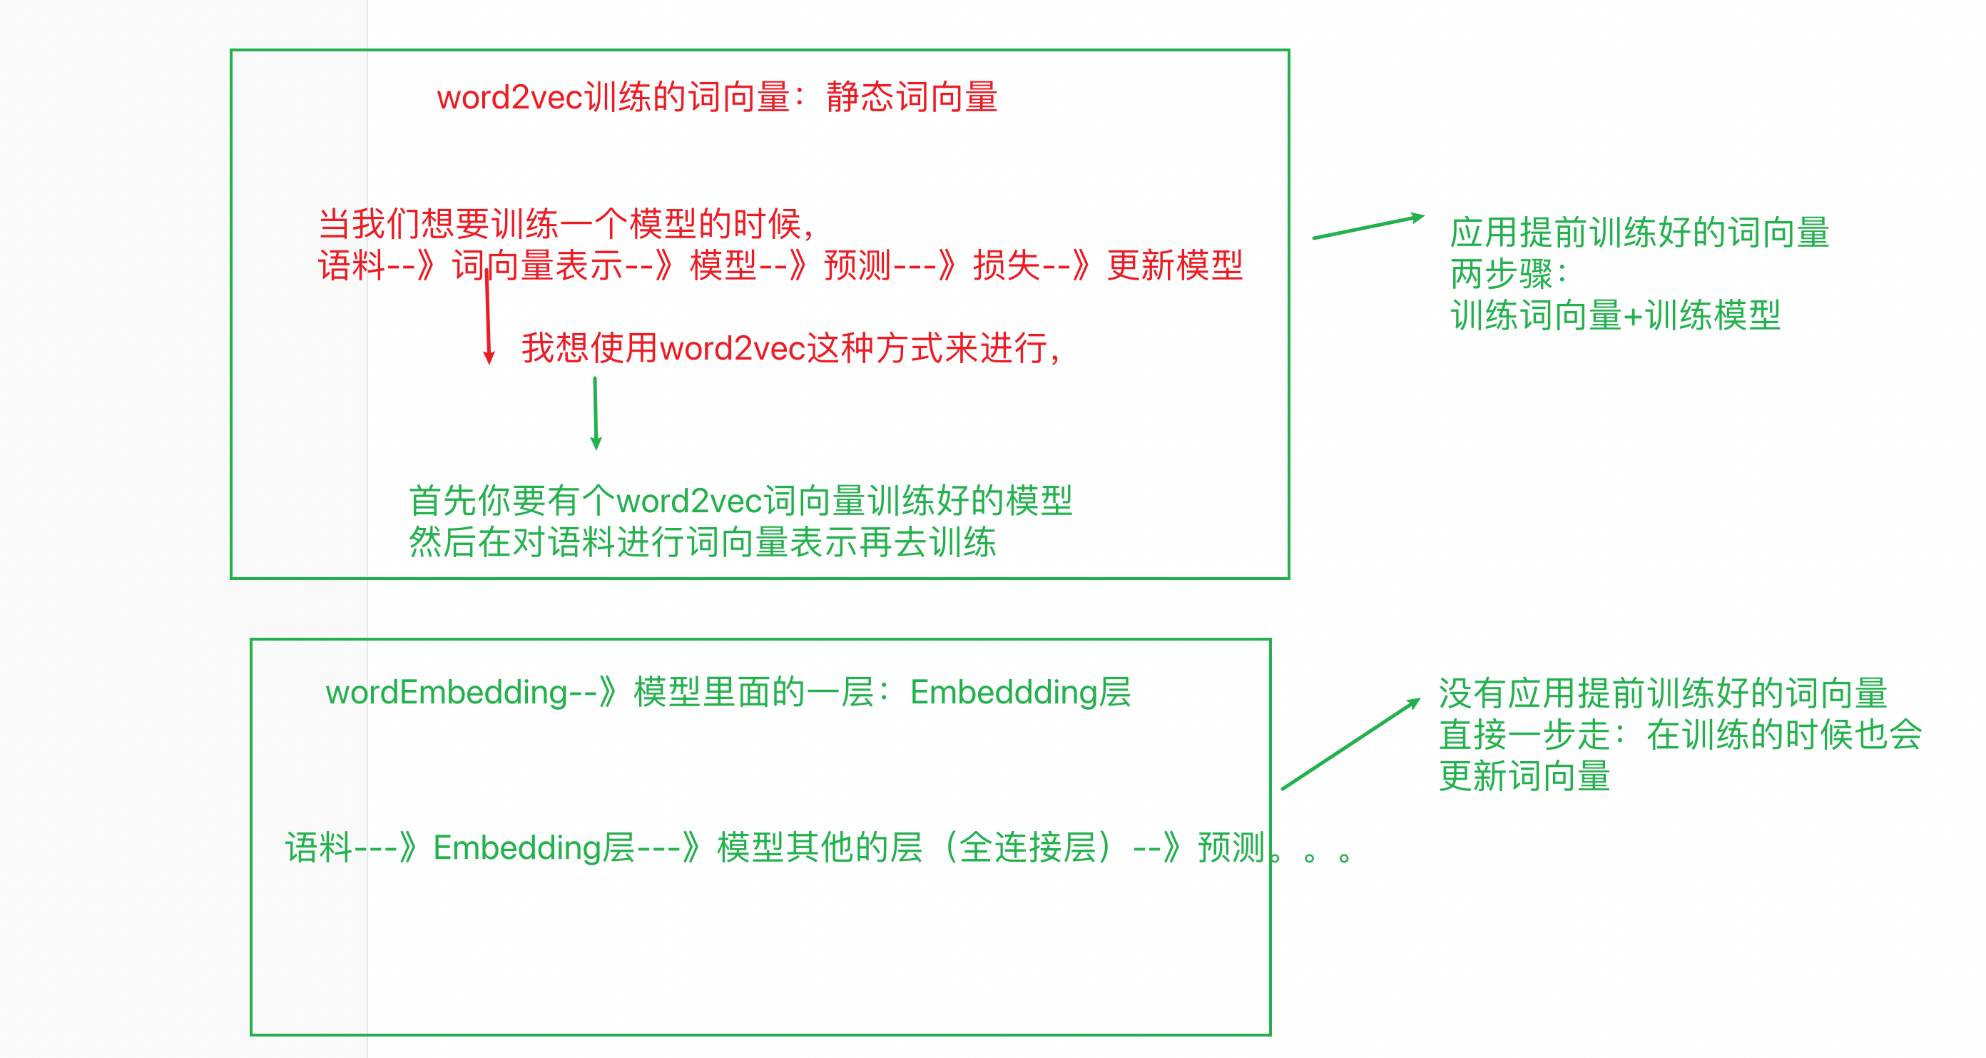 word2vec训练的词向量：静态词向量
当我们想要训练一个模型的时候，
语料--》词向量表示--》模型--》预测---》损失--》更新模型
我想使用word2vec这种方式来进行，
首先你要有个word2vec词向量训练好的模型
然后在对语料进行词向量表示再去训练
应用提前训练好的词向量
两步骤：
训练词向量+训练模型
wordEmbedding--》模型里面的一层：Embeddding层
语料---》Embedding层---》模型其他的层（全连接层）--》预测。。。
没有应用提前训练好的词向量
直接一步走：在训练的时候也会
更新词向量